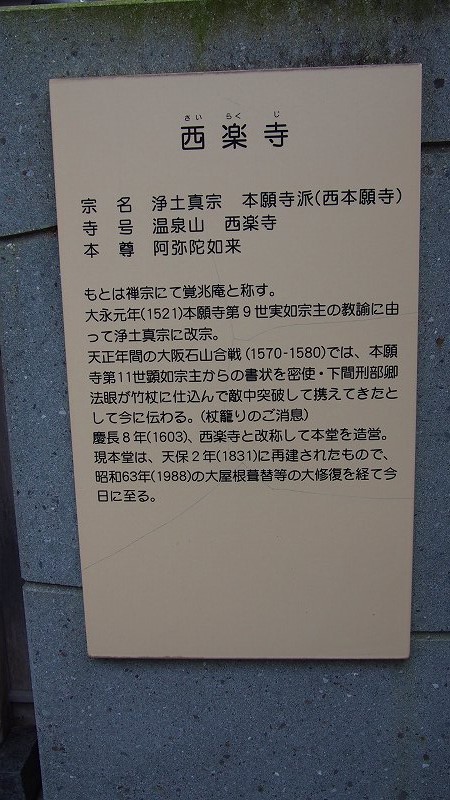 さい らく じ
西楽寺
宗 名 浄土真宗 本願寺派(西本願寺)
寺 号 温泉山 西楽寺
本 尊 阿弥陀如来
もとは禅宗にて覚兆庵と称す。
大永元年(1521)本願寺第9世実如宗主の教諭に由
って浄土真宗に改宗。
天正年間の大阪石山合戦(1570-1580)では、本願
寺第11世顕如宗主からの書状を密使・下間刑部卿
法眼が竹杖に仕込んで敵中突破して携えてきたと
して今に伝わる。(杖籠りのご消息)
慶長8年(1603)、西楽寺と改称して本堂を造営。
現本堂は、天保2年(1831)に再建されたもので、
昭和63年(1988)の大屋根葺替等の大修復を経て今
日に至る。